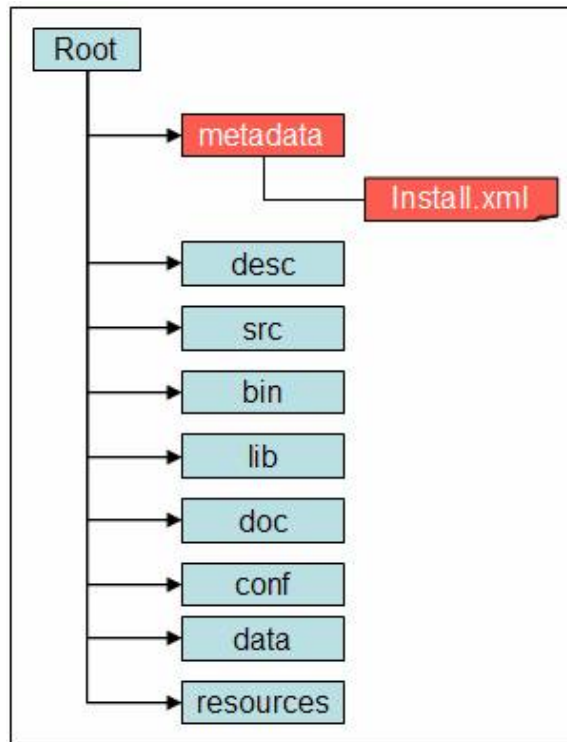 Root
metadata
Install.xml
desc
src
bin
lib
doc
conf
data
resources